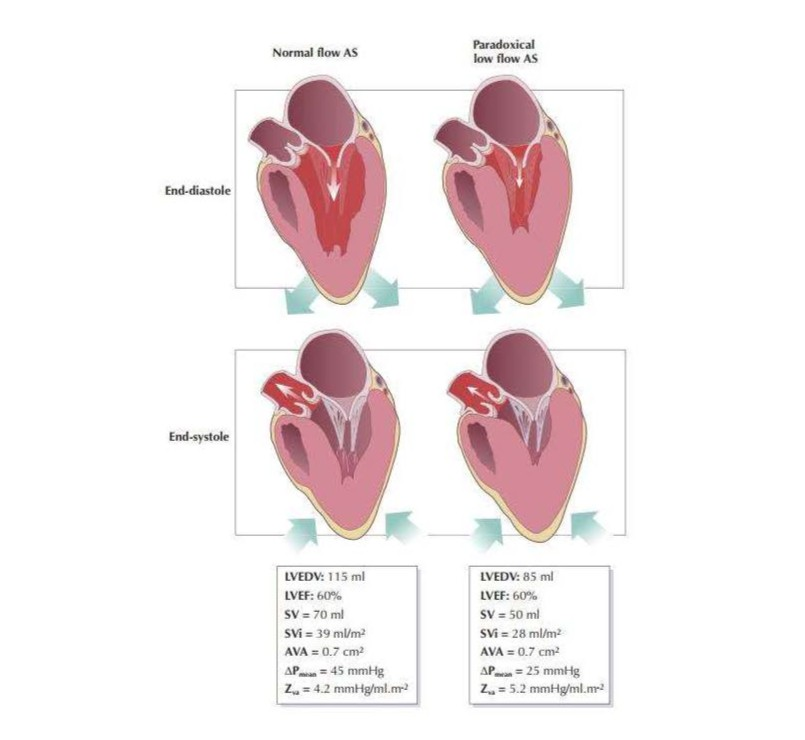 Normal flow AS
Paradoxical
low flow AS
End-diastole
End-systole
LVEDV: 115 ml
LVEF: 60%
SV = 70 ml
SVi = 39 ml/m²
AVA = 0.7 cm²
ΔPmean = 45 mmHg
Zva = 4.2 mmHg/ml.m-²
LVEDV: 85 ml
LVEF: 60%
SV = 50 ml
SVi = 28 ml/m²
AVA = 0.7 cm²
ΔPmean = 25 mmHg
Zva = 5.2 mmHg/ml.m-²